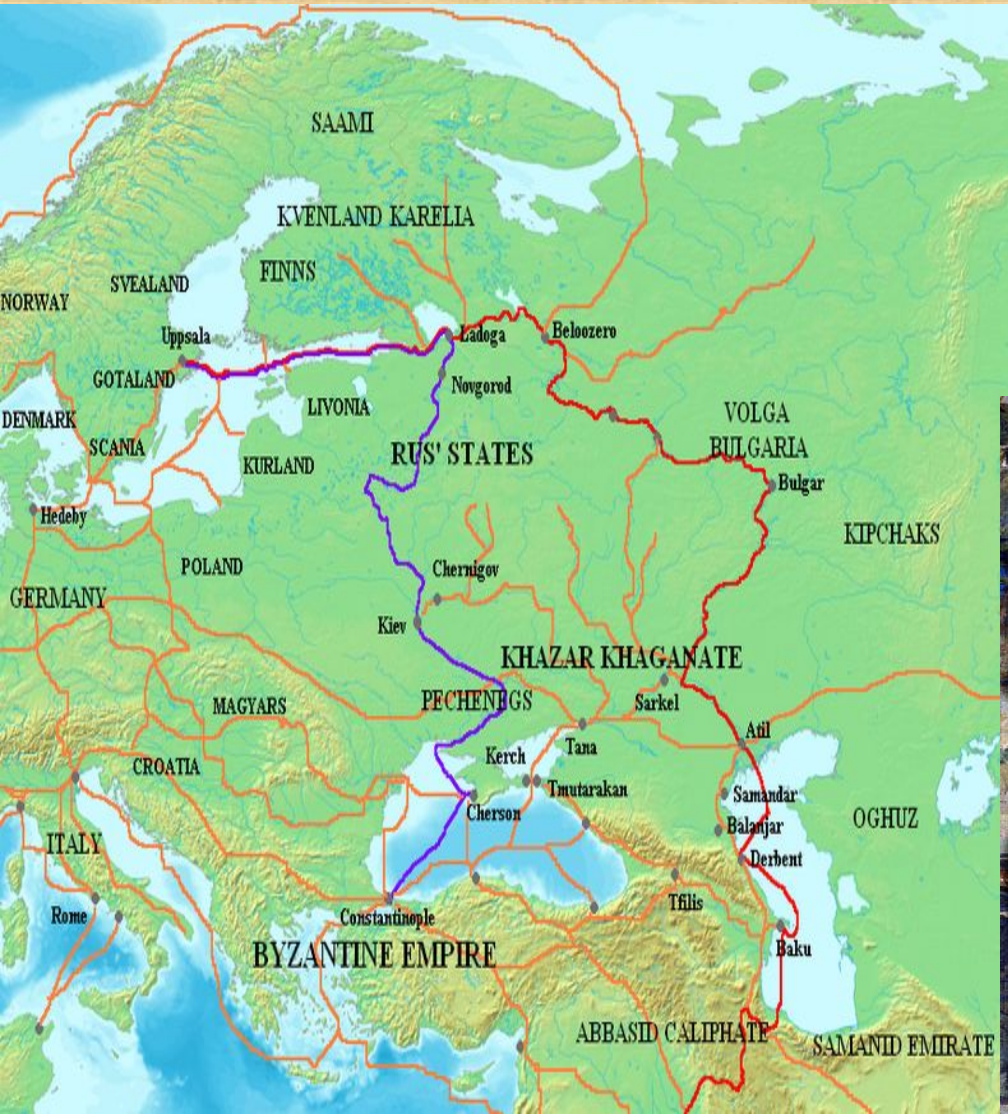 SAAMI
KVENLAND KARELIA
FINNS
SVEALAND
NORWAY
Uppsala
Ladoga
Beloozero
GOTALAND
Novgorod
LIVONIA
DENMARK
VOLGA
BULGARIA
SCANIA
RUS' STATES
KURLAND
Bulgar
Hedeby
KIPCHAKS
POLAND
Chernigov
GERMANY
Kiev
KHAZAR KHAGANATE
PECHENEGS
Sarkel
MAGYARS
Atil
Tana
Kerch
CROATIA
Tmutarakan
Samandar
Cherson
OGHUZ
Balanjar
ITALY
Derbent
Tfilis
Rome
Constantinople
Baku
BYZANTINE EMPIRE
ABBASID CALIPHATE
SAMANID EMIRATE